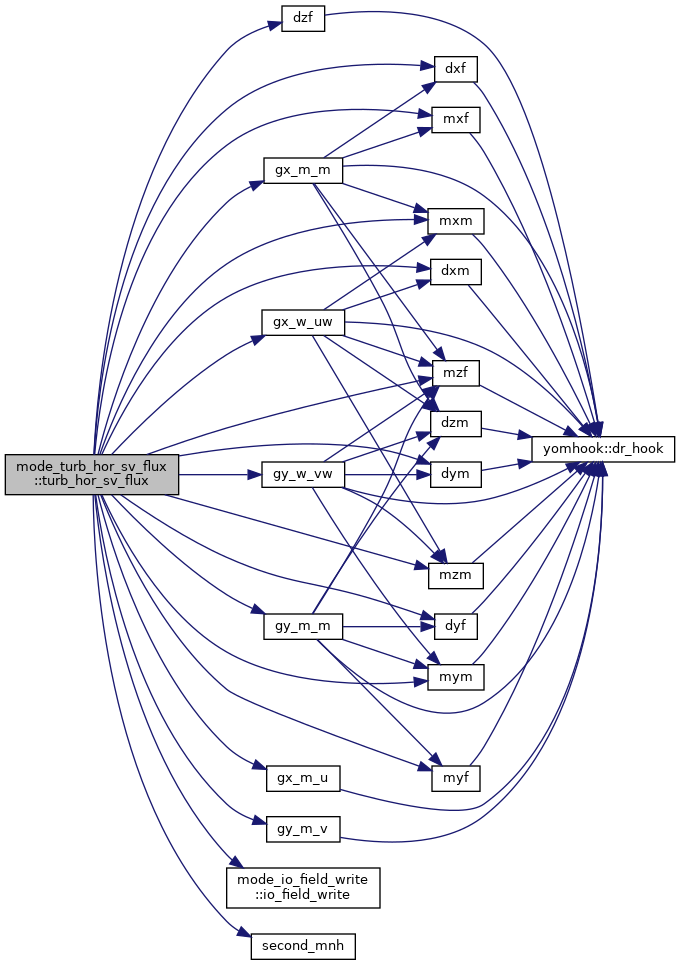 dzf
dxf
mxf
gx_m_m
mxm
dxm
gx_w_uw
mzf
dzm
yomhook::dr_hook
mode_turb_hor_sv_flux
::turb_hor_sv_flux
gy_w_vw
dym
mzm
gy_m_m
dyf
mym
gx_m_u
myf
gy_m_v
mode_io_field_write
::io_field_write
second_mnh